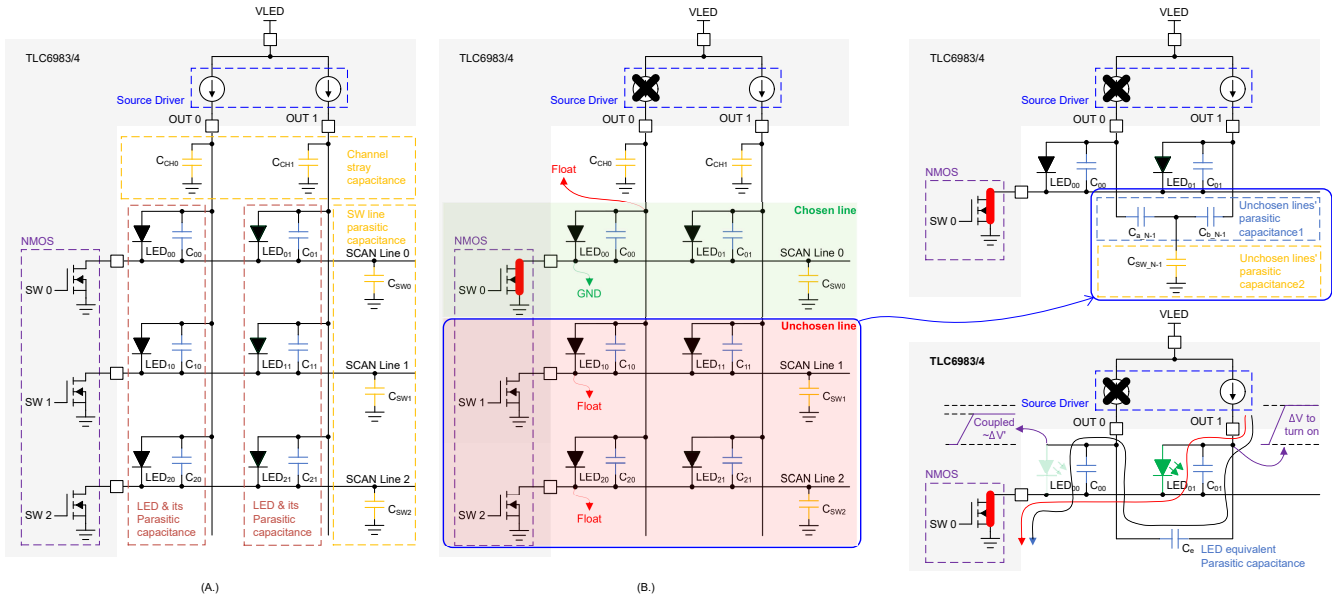 VLED
TLC6983/4
Source Driver
OUT 0
OUT 1
CCH0
CCH1
Channel
stray
capacitance
SW line
parasitic
capacitance
NMOS
LED00
C00
LED01
C01
SCAN Line 0
SW 0
CSW0
LED10
C10
LED11
C11
SCAN Line 1
SW 1
CSW1
LED20
C20
LED21
C21
SCAN Line 2
SW 2
CSW2
LED & its
Parasitic
capacitance
LED & its
Parasitic
capacitance
(A.)
VLED
TLC6983/4
Source Driver
OUT 0
OUT 1
CCH0
CCH1
Float
Chosen line
NMOS
LED00
C00
LED01
C01
SCAN Line 0
SW 0
GND
CSW0
Unchosen line
LED10
C10
LED11
C11
SCAN Line 1
SW 1
Float
CSW1
LED20
C20
LED21
C21
SCAN Line 2
SW 2
Float
CSW2
(B.)
VLED
TLC6983/4
Source Driver
OUT 0
OUT 1
NMOS
LED00
C00
LED01
C01
SW 0
Ca_N-1
Cb_N-1
Unchosen lines'
parasitic
capacitance1
CSW_N-1
Unchosen lines'
parasitic
capacitance2
VLED
TLC6983/4
Source Driver
OUT 0
OUT 1
Coupled
~ΔV'
ΔV to
turn on
NMOS
LED00
C00
LED01
C01
SW 0
Ce
LED equivalent
Parasitic capacitance